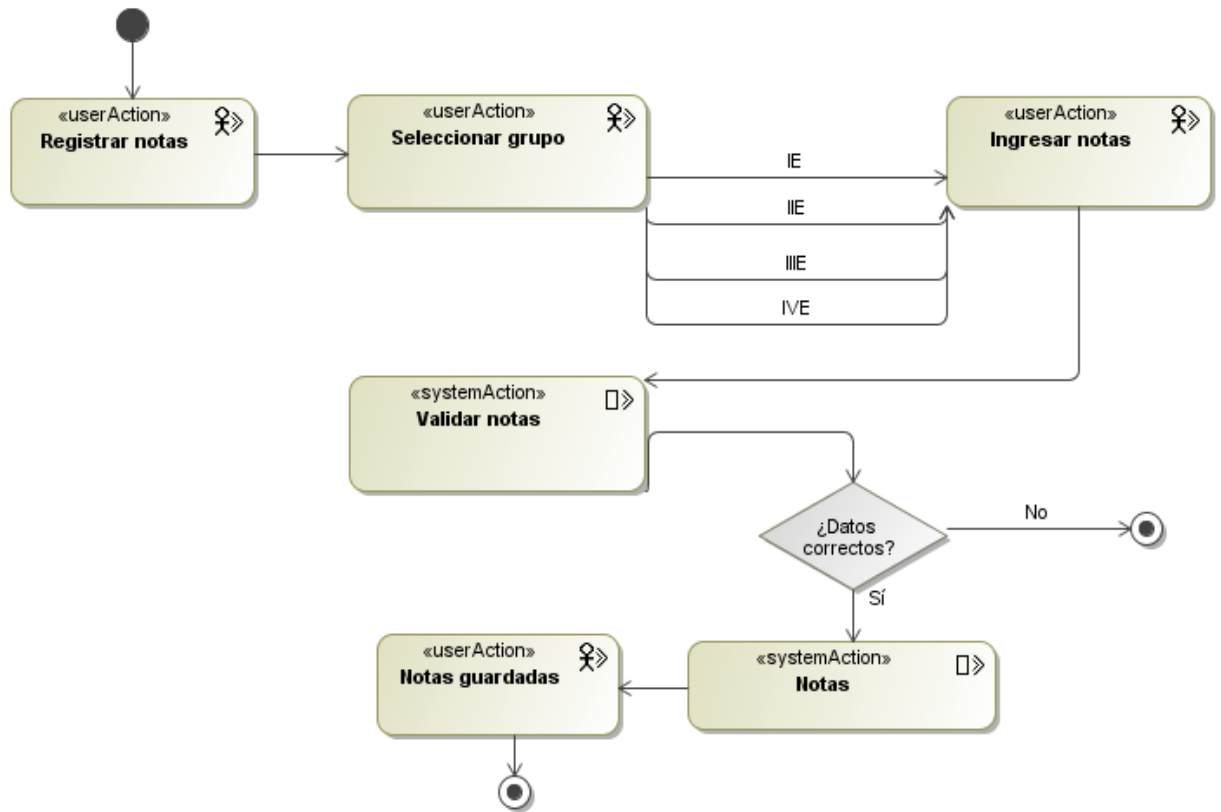 «userAction»
Registrar notas
«userAction»
Seleccionar grupo
«userAction»
Ingresar notas
IE
IIE
IIIE
IVE
«systemAction»
Validar notas
¿Datos
correctos?
No
Sí
«userAction»
Notas guardadas
«systemAction»
Notas